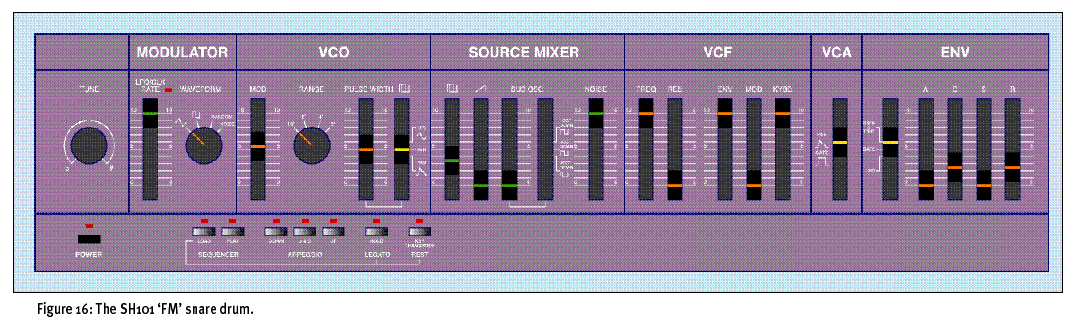 MODULATOR VCO SOURCE MIXER VCF VCA ENV
TUNE LFO/CLK RATE WAVEFORM MOD RANGE PULSE WIDTH SUB OSC NOISE FREQ RES ENV MOD KYBD A D S R
RANDOM
NOISE
GATE GATE
LOAD PLAY DOWN U&D UP HOLD KEY TRANSPOSE
POWER SEQUENCER ARPEGGIO LEGATO REST
Figure 16: The SH101 ‘FM’ snare drum.